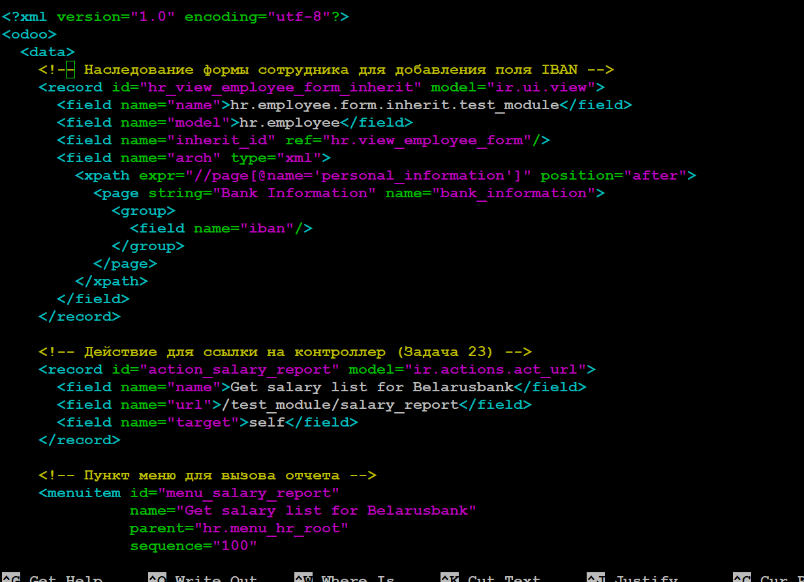 <?xml version="1.0" encoding="utf-8"?>
<odoo>
  <data>
    <!-- Наследование формы сотрудника для добавления поля IBAN -->
    <record id="hr_view_employee_form_inherit" model="ir.ui.view">
      <field name="name">hr.employee.form.inherit.test_module</field>
      <field name="model">hr.employee</field>
      <field name="inherit_id" ref="hr.view_employee_form"/>
      <field name="arch" type="xml">
        <xpath expr="//page[@name='personal_information']" position="after">
          <page string="Bank Information" name="bank_information">
            <group>
              <field name="iban"/>
            </group>
          </page>
        </xpath>
      </field>
    </record>

    <!-- Действие для ссылки на контроллер (Задача 23) -->
    <record id="action_salary_report" model="ir.actions.act_url">
      <field name="name">Get salary list for Belarusbank</field>
      <field name="url">/test_module/salary_report</field>
      <field name="target">self</field>
    </record>

    <!-- Пункт меню для вызова отчета -->
    <menuitem id="menu_salary_report"
              name="Get salary list for Belarusbank"
              parent="hr.menu_hr_root"
              sequence="100"
^G Get Help ^O Write Out ^W Where Is ^K Cut Text ^J Justify ^C Cur